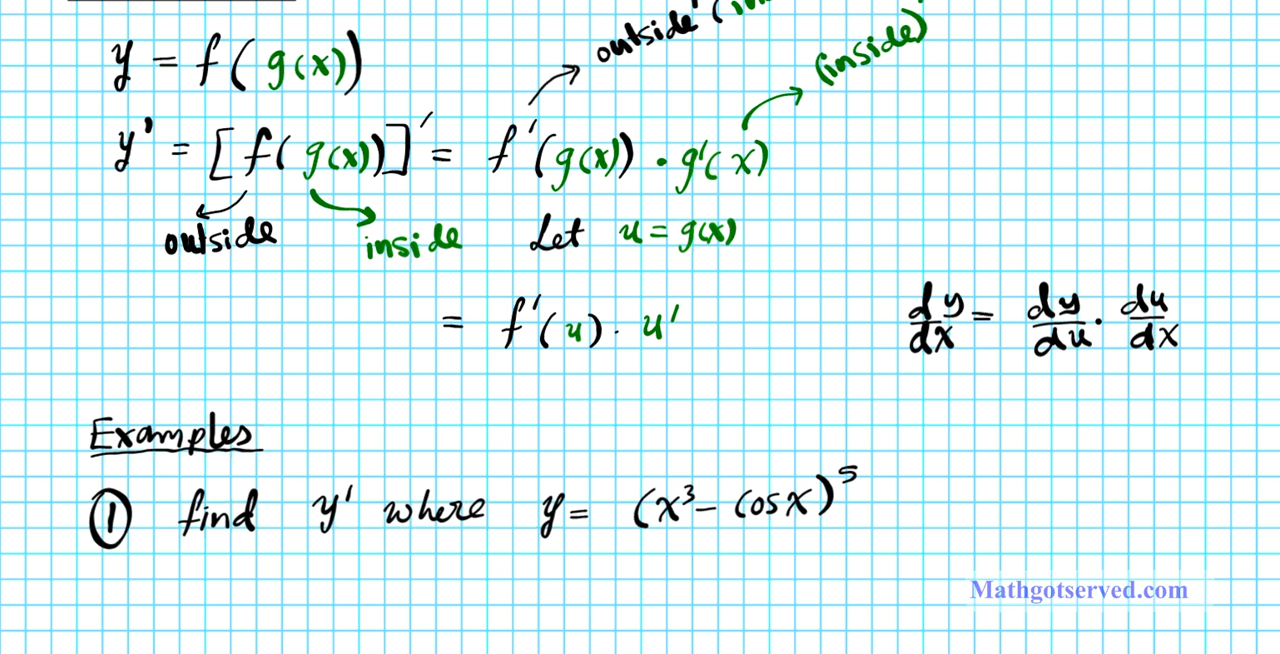 outside' (
(inside)'
y = f( g(x))
y' = [f( g(x))]' = f'(g(x)) · g'(x)
outside inside Let u = g(x)
= f'(u) · u'
dy/dx = dy/du · du/dx
Examples
① find y' where y = (x³ - cosx)⁵
Mathgotserved.com